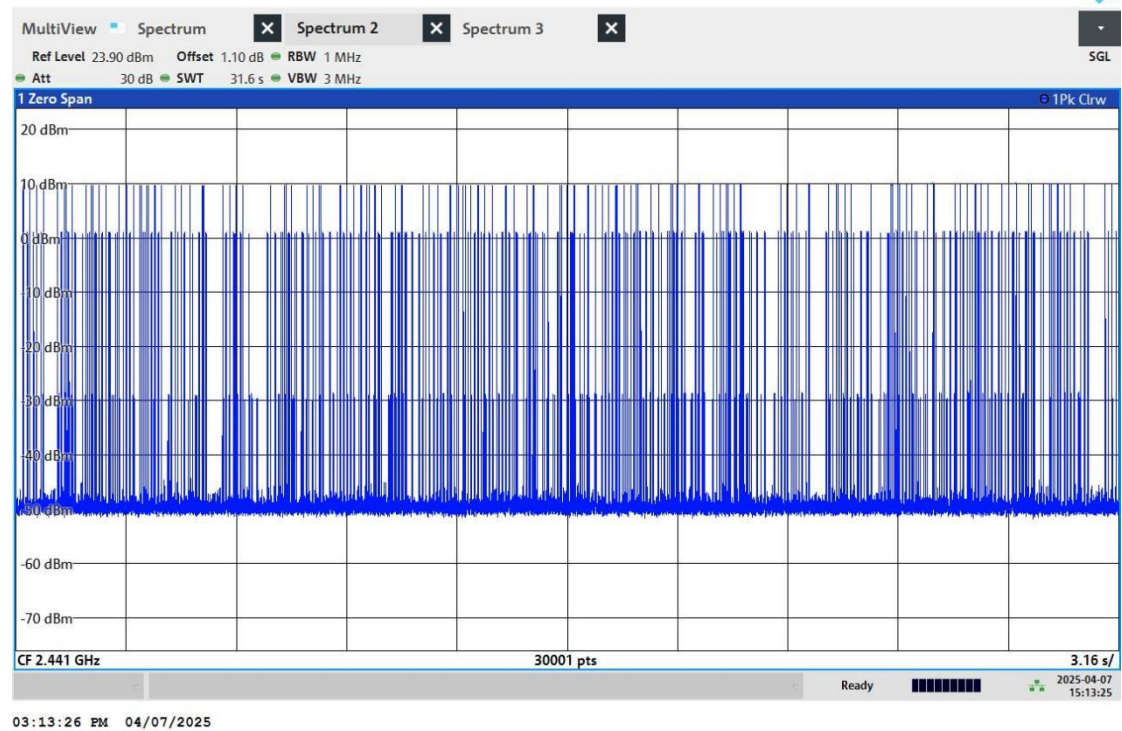 MultiView Spectrum Spectrum 2 Spectrum 3
Ref Level 23.90 dBm Offset 1.10 dB RBW 1 MHz SGL
Att 30 dB SWT 31.6 s VBW 3 MHz
1 Zero Span 1Pk Clrw
20 dBm
10 dBm
0 dBm
-10 dBm
-20 dBm
-30 dBm
-40 dBm
-50 dBm
-60 dBm
-70 dBm
CF 2.441 GHz 30001 pts 3.16 s/
Ready 2025-04-07
15:13:25
03:13:26 PM 04/07/2025